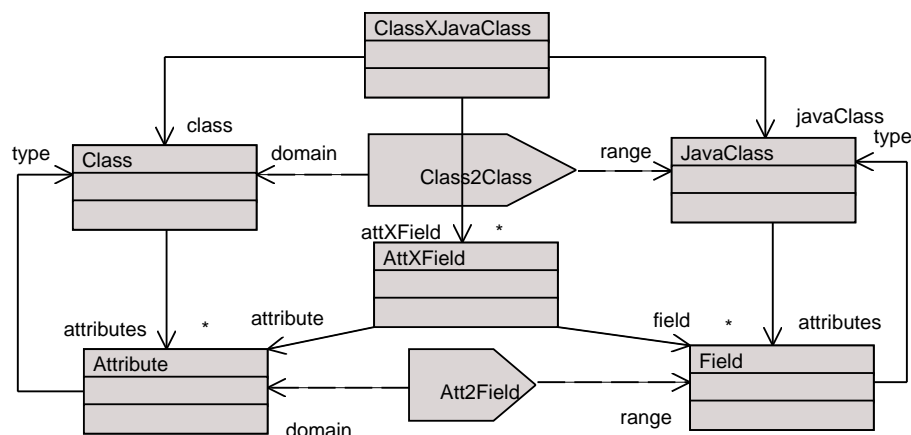 ClassXJavaClass
class
javaClass
type
Class
domain
range
JavaClass
type
Class2Class
attXField
*
AttXField
attributes
*
attribute
field
*
attributes
Attribute
Field
Att2Field
domain
range